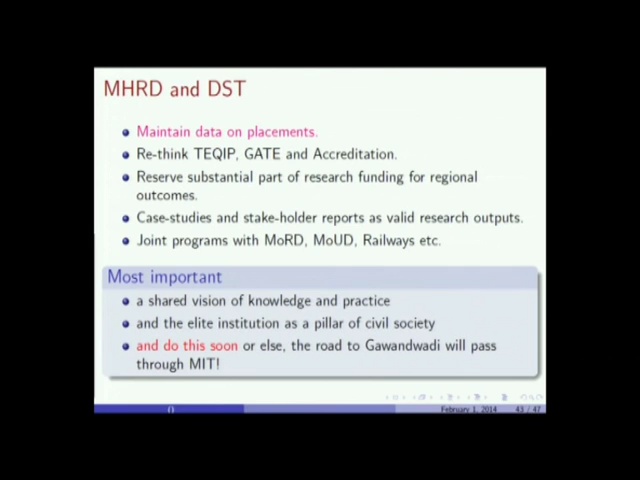 MHRD and DST
Maintain data on placements.
Re-think TEQIP, GATE and Accreditation.
Reserve substantial part of research funding for regional
outcomes.
Case-studies and stake-holder reports as valid research outputs.
Joint programs with MoRD, MoUD, Railways etc.
Most important
a shared vision of knowledge and practice
and the elite institution as a pillar of civil society
and do this soon or else, the road to Gawandwadi will pass
through MIT!
()
February 1, 2014 43 / 47